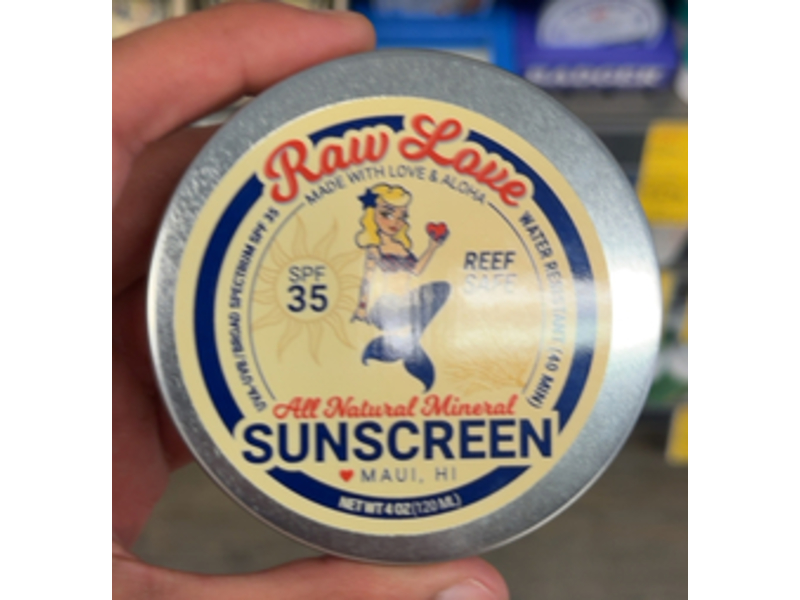 Raw Love
MADE WITH LOVE & ALOHA
UVA-UVB/BROAD SPECTRUM SPF 35
WATER RESISTANT (40 MIN)
SPF
35
REEF
SAFE
All Natural Mineral
SUNSCREEN
MAUI, HI
NET WT 4 OZ (120 ML)
BADGER